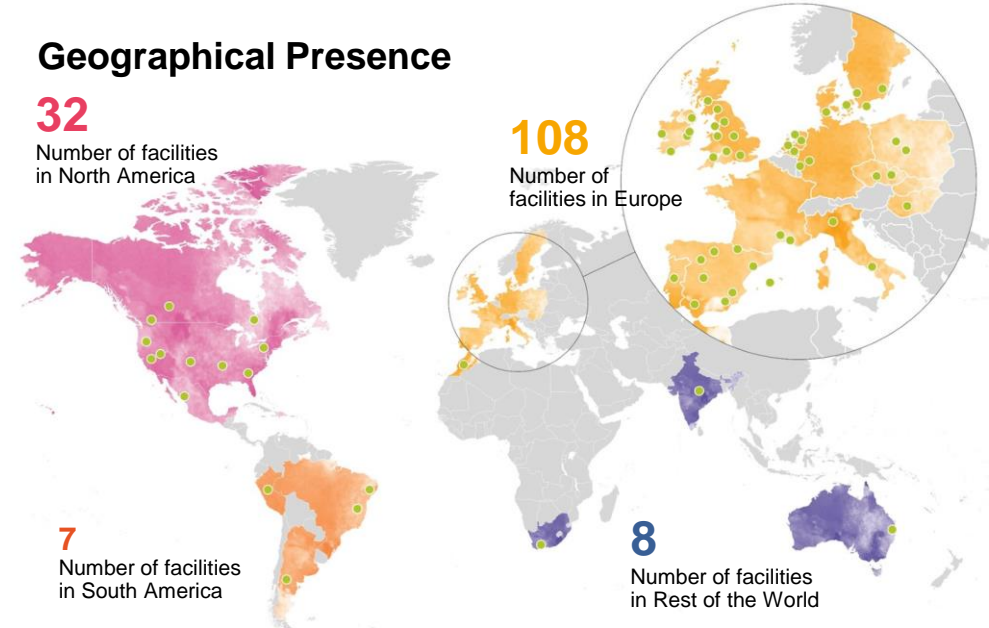 Geographical Presence
32
Number of facilities
in North America
108
Number of
facilities in Europe
7
Number of facilities
in South America
8
Number of facilities
in Rest of the World